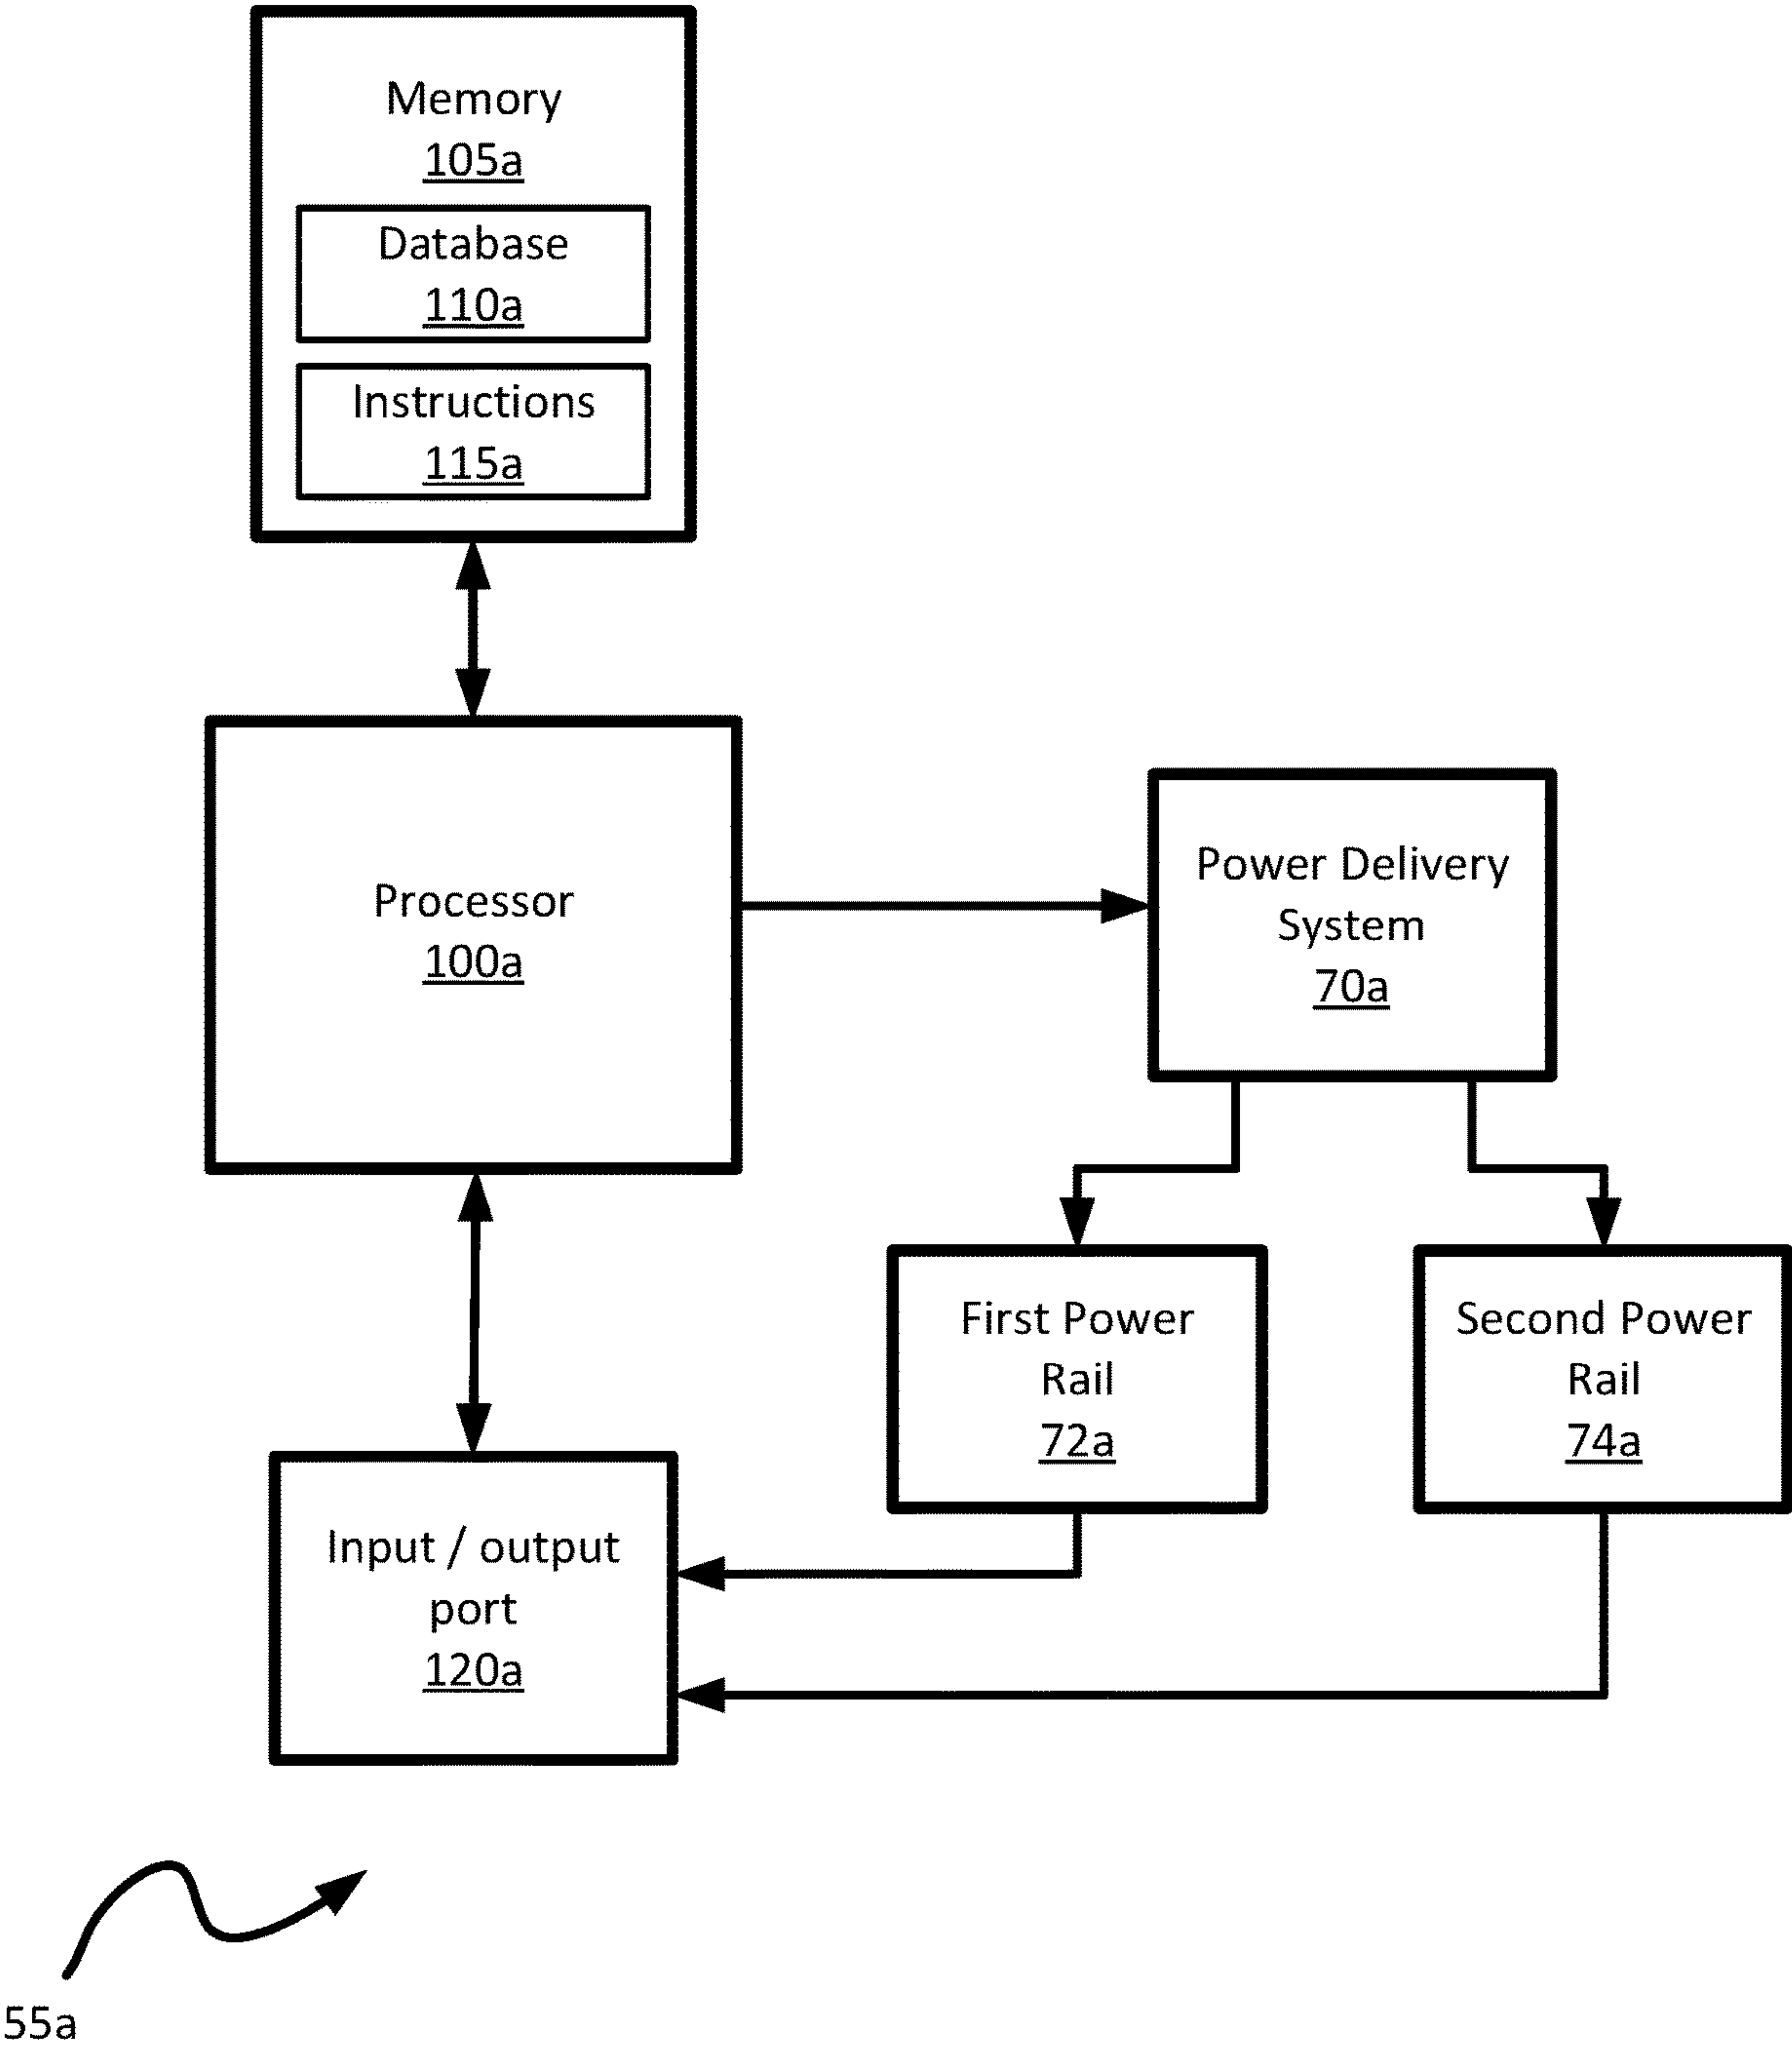 Memory
105a
Database
110a
Instructions
115a
Processor
100a
Power Delivery
System
70a
First Power
Rail
72a
Second Power
Rail
74a
Input / output
port
120a
55a